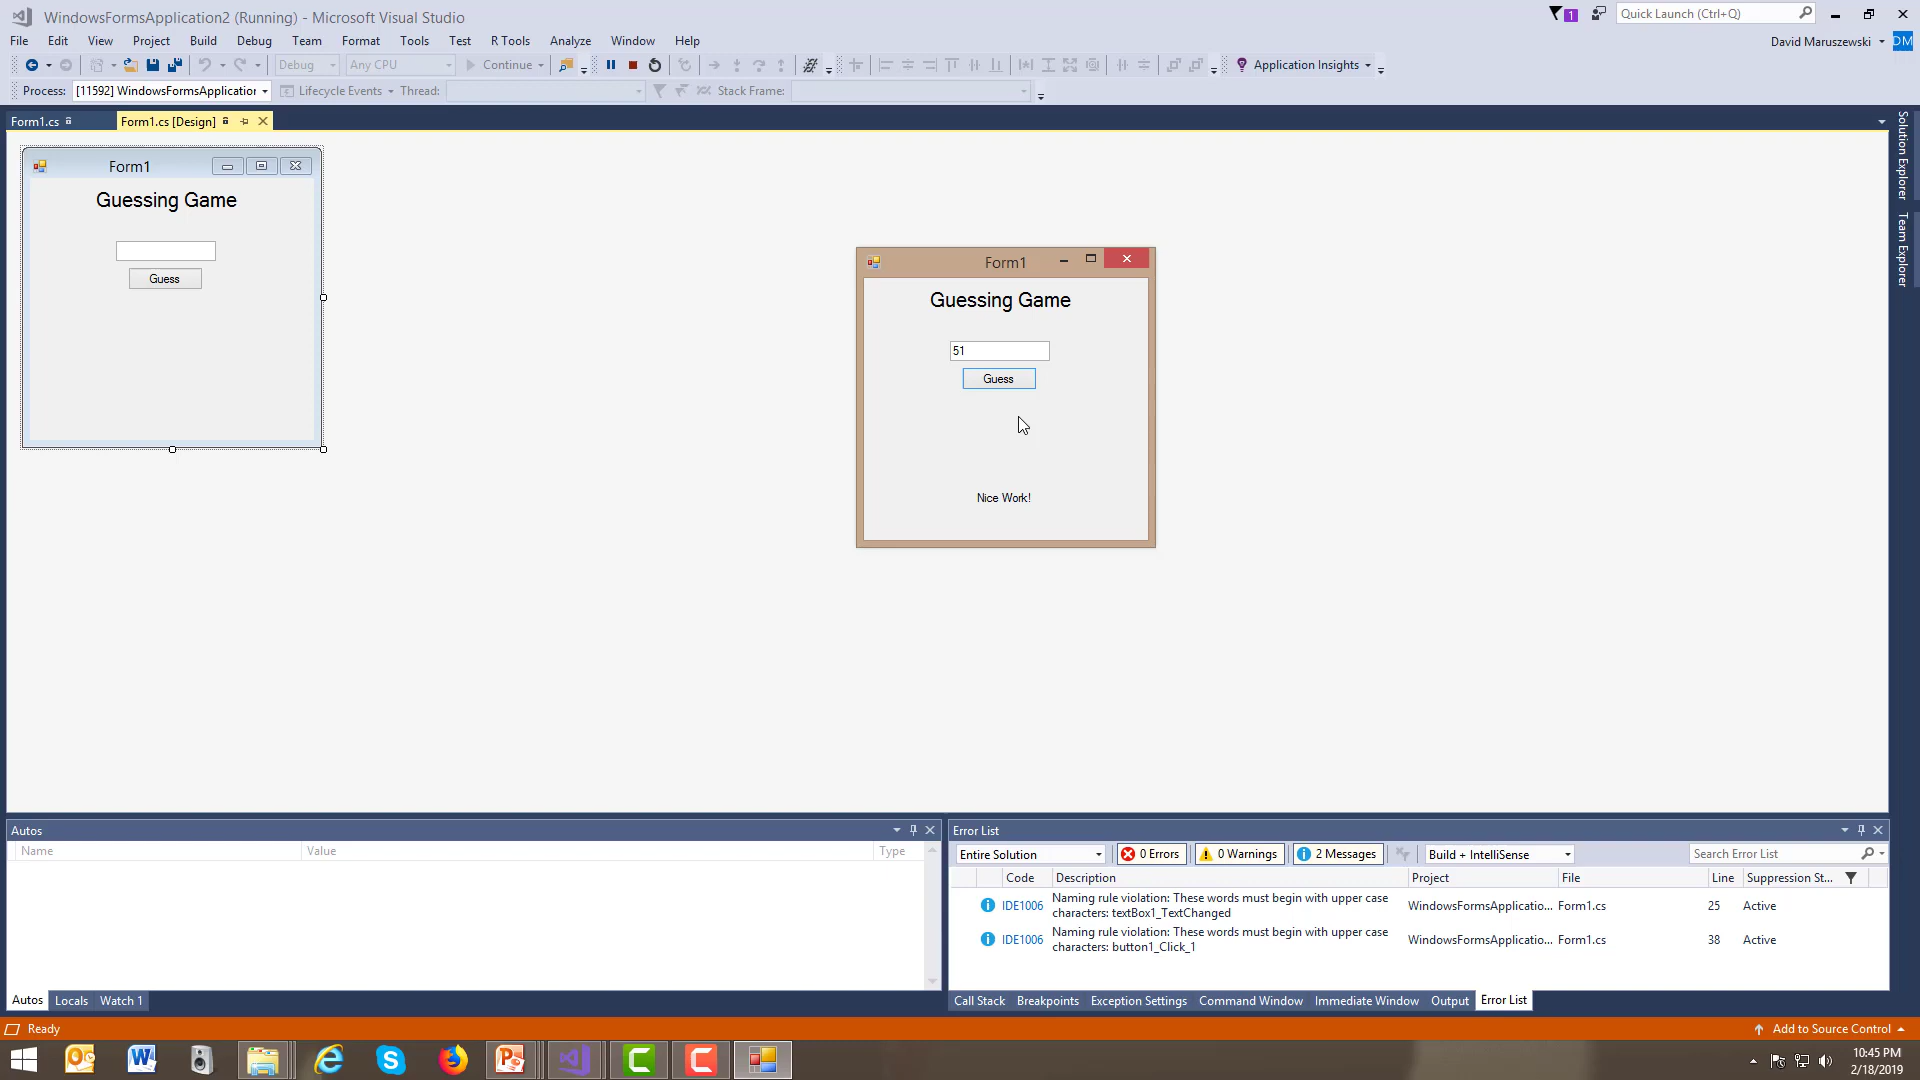 WindowsFormsApplication2 (Running) - Microsoft Visual Studio
1
Quick Launch (Ctrl+Q)
File Edit View Project Build Debug Team Format Tools Test R Tools Analyze Window Help
David Maruszewski DM
Debug Any CPU Continue Application Insights
Process: [11592] WindowsFormsApplication Lifecycle Events Thread: Stack Frame:
Form1.cs Form1.cs [Design]
Solution Explorer
Team Explorer
Form1
Guessing Game
Guess
Form1
Guessing Game
51
Guess
Nice Work!
Autos
Name Value Type
Autos Locals Watch 1
Error List
Entire Solution 0 Errors 0 Warnings 2 Messages Build + IntelliSense Search Error List
Code Description Project File Line Suppression St...
IDE1006 Naming rule violation: These words must begin with upper case characters: textBox1_TextChanged WindowsFormsApplicatio... Form1.cs 25 Active
IDE1006 Naming rule violation: These words must begin with upper case characters: button1_Click_1 WindowsFormsApplicatio... Form1.cs 38 Active
Call Stack Breakpoints Exception Settings Command Window Immediate Window Output Error List
Ready
Add to Source Control
10:45 PM
2/18/2019